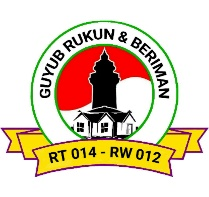 GUYUB RUKUN & BERIMAN
RT 014 - RW 012